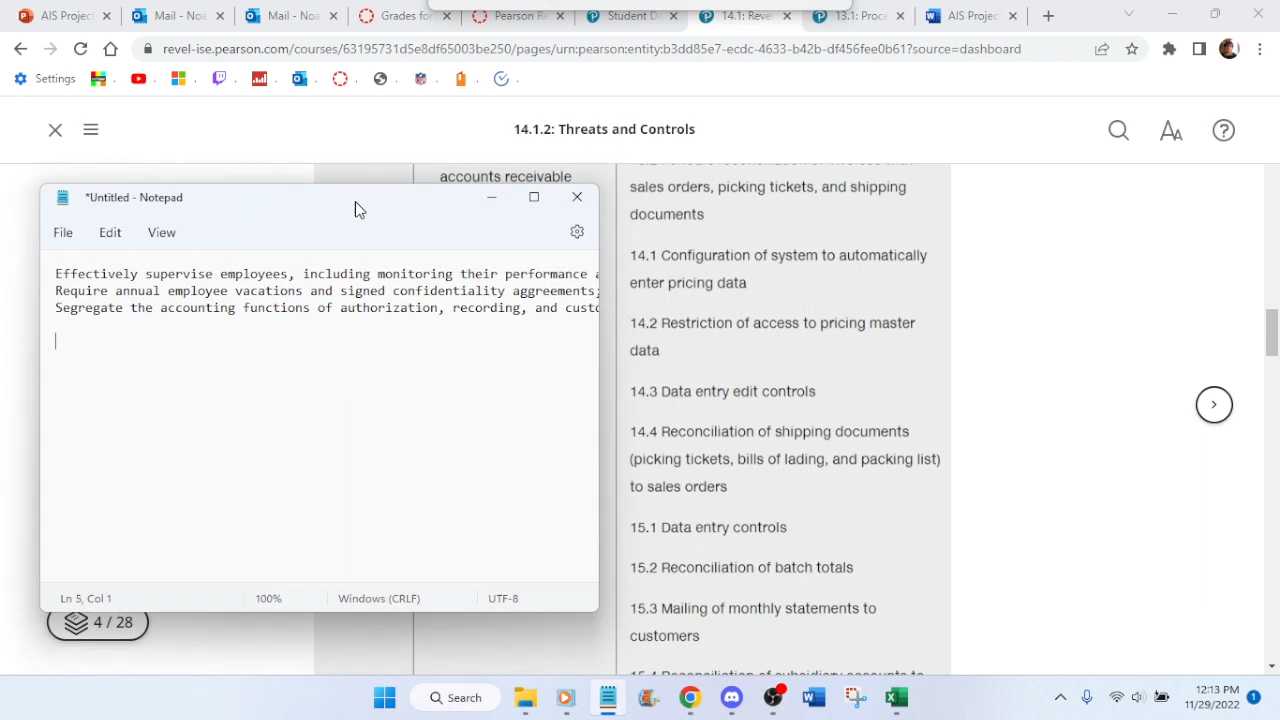 AIS Projec
Mail - Noa
Mail - Noa
Grades for
Pearson R
Student D
14.1: Reve
13.1: Proce
AIS Projec
revel-ise.pearson.com/courses/63195731d5e8df65003be250/pages/urn:pearson:entity:b3dd85e7-ecdc-4633-b42b-df456fee0b61?source=dashboard
Settings
14.1.2: Threats and Controls
accounts receivable
sales orders, picking tickets, and shipping
documents
14.1 Configuration of system to automatically
enter pricing data
14.2 Restriction of access to pricing master
data
14.3 Data entry edit controls
14.4 Reconciliation of shipping documents
(picking tickets, bills of lading, and packing list)
to sales orders
15.1 Data entry controls
15.2 Reconciliation of batch totals
15.3 Mailing of monthly statements to
customers
*Untitled - Notepad
File Edit View
Effectively supervise employees, including monitoring their performance a
Require annual employee vacations and signed confidentiality aggreements;
Segregate the accounting functions of authorization, recording, and custo
Ln 5, Col 1
100%
Windows (CRLF)
UTF-8
4 / 28
Search
12:13 PM
11/29/2022
1